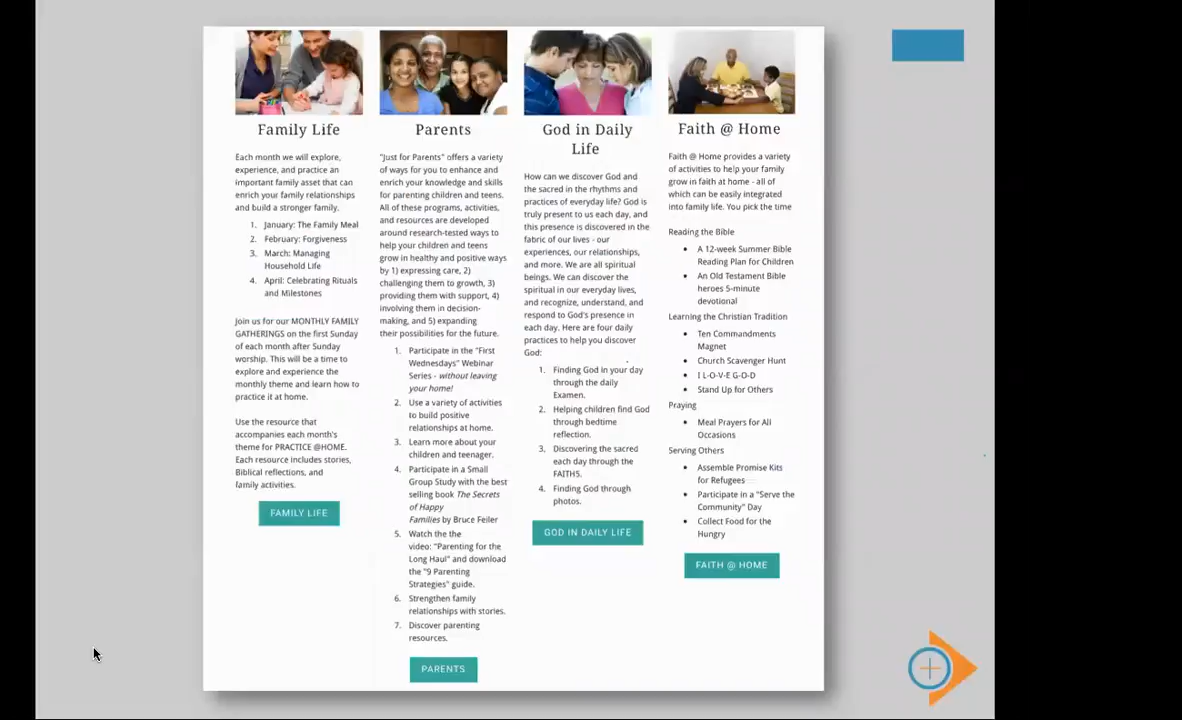 Family Life
Each month we will explore,
experience, and practice an
important family asset that can
enrich your family relationships
and build a stronger family.
1. January: The Family Meal
2. February: Forgiveness
3. March: Managing
Household Life
4. April: Celebrating Rituals
and Milestones
Join us for our MONTHLY FAMILY
GATHERINGS on the first Sunday
of each month after Sunday
worship. This will be a time to
explore and experience the
monthly theme and learn how to
practice it at home.
Use the resource that
accompanies each month's
theme for PRACTICE @HOME.
Each resource includes stories,
Biblical reflections, and
family activities.
FAMILY LIFE
Parents
"Just for Parents" offers a variety
of ways for you to enhance and
enrich your knowledge and skills
for parenting children and teens.
All of these programs, activities,
and resources are developed
around research-tested ways to
help your children and teens
grow in healthy and positive ways
by 1) expressing care, 2)
challenging them to growth, 3)
providing them with support, 4)
involving them in decision-
making, and 5) expanding
their possibilities for the future.
1. Participate in the "First
Wednesdays" Webinar
Series - without leaving
your home!
2. Use a variety of activities
to build positive
relationships at home.
3. Learn more about your
children and teenager.
4. Participate in a Small
Group Study with the best
selling book The Secrets
of Happy
Families by Bruce Feiler
5. Watch the the
video: "Parenting for the
Long Haul" and download
the "9 Parenting
Strategies" guide.
6. Strengthen family
relationships with stories.
7. Discover parenting
resources.
PARENTS
God in Daily
Life
How can we discover God and
the sacred in the rhythms and
practices of everyday life? God is
truly present to us each day, and
this presence is discovered in the
fabric of our lives - our
experiences, our relationships,
and more. We are all spiritual
beings. We can discover the
spiritual in our everyday lives,
and recognize, understand, and
respond to God's presence in
each day. Here are four daily
practices to help you discover
God:
1. Finding God in your day
through the daily
Examen.
2. Helping children find God
through bedtime
reflection.
3. Discovering the sacred
each day through the
FAITH5.
4. Finding God through
photos.
GOD IN DAILY LIFE
Faith @ Home
Faith @ Home provides a variety
of activities to help your family
grow in faith at home - all of
which can be easily integrated
into family life. You pick the time
Reading the Bible
• A 12-week Summer Bible
Reading Plan for Children
• An Old Testament Bible
heroes 5-minute
devotional
Learning the Christian Tradition
• Ten Commandments
Magnet
• Church Scavenger Hunt
• I L-O-V-E G-O-D
• Stand Up for Others
Praying
• Meal Prayers for All
Occasions
Serving Others
• Assemble Promise Kits
for Refugees
• Participate in a "Serve the
Community" Day
• Collect Food for the
Hungry
FAITH @ HOME